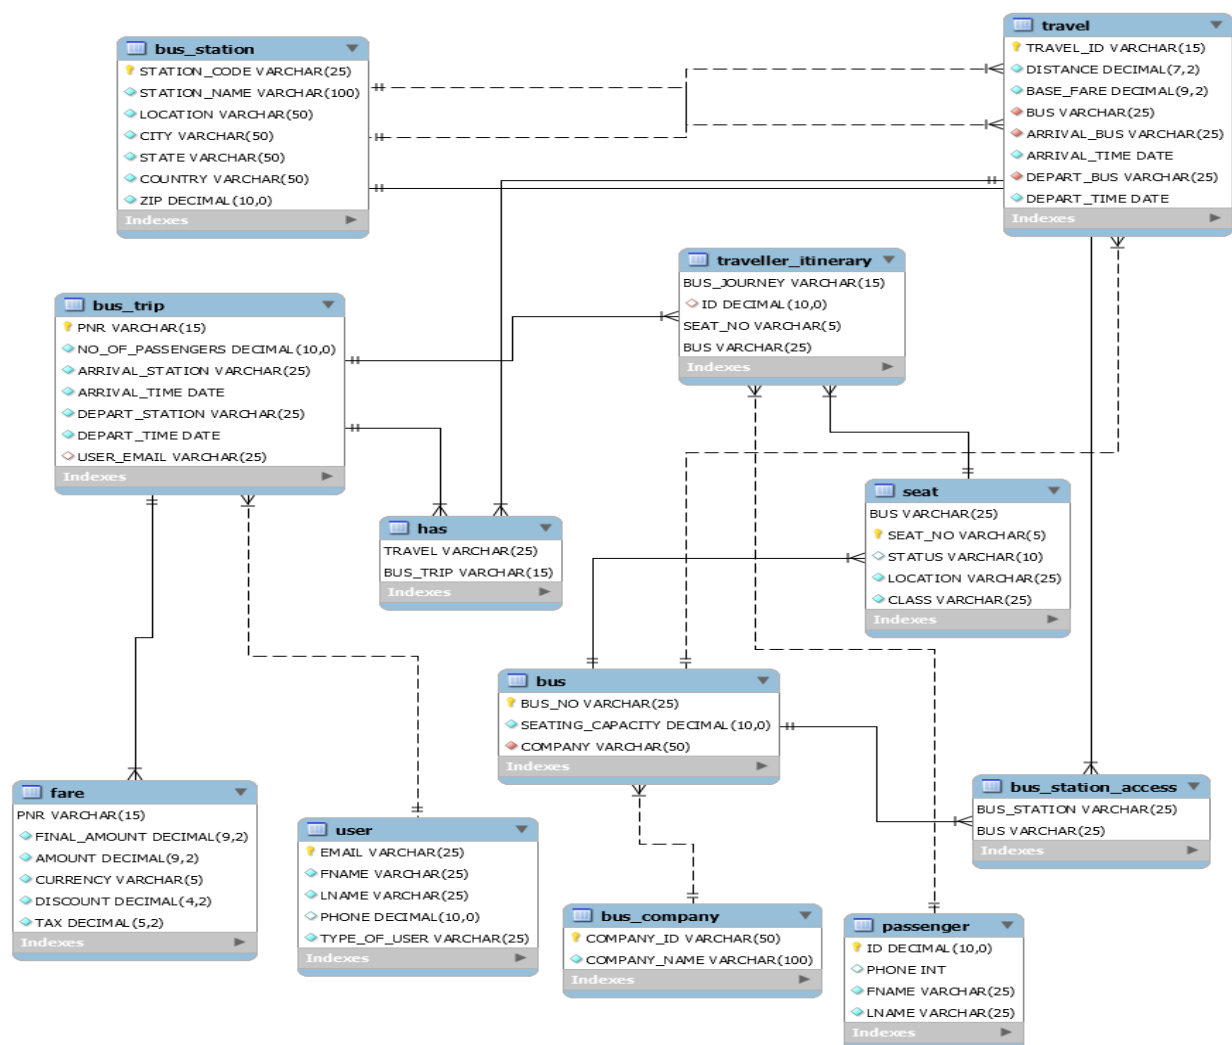 bus_station
STATION_CODE VARCHAR(25)
STATION_NAME VARCHAR(100)
LOCATION VARCHAR(50)
CITY VARCHAR(50)
STATE VARCHAR(50)
COUNTRY VARCHAR(50)
ZIP DECIMAL(10,0)
Indexes
travel
TRAVEL_ID VARCHAR(15)
DISTANCE DECIMAL(7,2)
BASE_FARE DECIMAL(9,2)
BUS VARCHAR(25)
ARRIVAL_BUS VARCHAR(25)
ARRIVAL_TIME DATE
DEPART_BUS VARCHAR(25)
DEPART_TIME DATE
Indexes
traveller_itinerary
BUS_JOURNEY VARCHAR(15)
ID DECIMAL(10,0)
SEAT_NO VARCHAR(5)
BUS VARCHAR(25)
Indexes
bus_trip
PNR VARCHAR(15)
NO_OF_PASSENGERS DECIMAL(10,0)
ARRIVAL_STATION VARCHAR(25)
ARRIVAL_TIME DATE
DEPART_STATION VARCHAR(25)
DEPART_TIME DATE
USER_EMAIL VARCHAR(25)
Indexes
has
TRAVEL VARCHAR(25)
BUS_TRIP VARCHAR(15)
Indexes
seat
BUS VARCHAR(25)
SEAT_NO VARCHAR(5)
STATUS VARCHAR(10)
LOCATION VARCHAR(25)
CLASS VARCHAR(25)
Indexes
bus
BUS_NO VARCHAR(25)
SEATING_CAPACITY DECIMAL(10,0)
COMPANY VARCHAR(50)
Indexes
bus_station_access
BUS_STATION VARCHAR(25)
BUS VARCHAR(25)
Indexes
fare
PNR VARCHAR(15)
FINAL_AMOUNT DECIMAL(9,2)
AMOUNT DECIMAL(9,2)
CURRENCY VARCHAR(5)
DISCOUNT DECIMAL(4,2)
TAX DECIMAL(5,2)
Indexes
user
EMAIL VARCHAR(25)
FNAME VARCHAR(25)
LNAME VARCHAR(25)
PHONE DECIMAL(10,0)
TYPE_OF_USER VARCHAR(25)
Indexes
bus_company
COMPANY_ID VARCHAR(50)
COMPANY_NAME VARCHAR(100)
Indexes
passenger
ID DECIMAL(10,0)
PHONE INT
FNAME VARCHAR(25)
LNAME VARCHAR(25)
Indexes